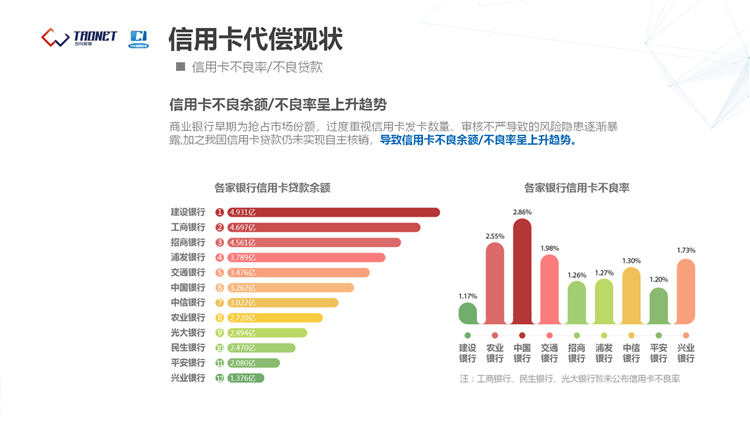 TRONET
CI
信用卡代偿现状
信用卡不良率/不良贷款
信用卡不良余额/不良率呈上升趋势
商业银行早期为抢占市场份额，过度重视信用卡发卡数量、审核不严导致的风险隐患逐渐暴
露,加之我国信用卡贷款仍未实现自主核销，导致信用卡不良余额/不良率呈上升趋势。
各家银行信用卡贷款余额
建设银行 1 4.931亿
工商银行 2 4.697亿
招商银行 3 4.561亿
浦发银行 4 3.789亿
交通银行 5 3.476亿
中国银行 6 3.262亿
中信银行 7 3.022亿
农业银行 8 2.720亿
光大银行 9 2.494亿
民生银行 10 2.470亿
平安银行 11 2.080亿
兴业银行 12 1.376亿
各家银行信用卡不良率
1.17% 2.55% 2.86% 1.98% 1.26% 1.27% 1.30% 1.20% 1.73%
建设 农业 中国 交通 招商 浦发 中信 平安 兴业
银行 银行 银行 银行 银行 银行 银行 银行 银行
注：工商银行、民生银行、光大银行暂未公布信用卡不良率